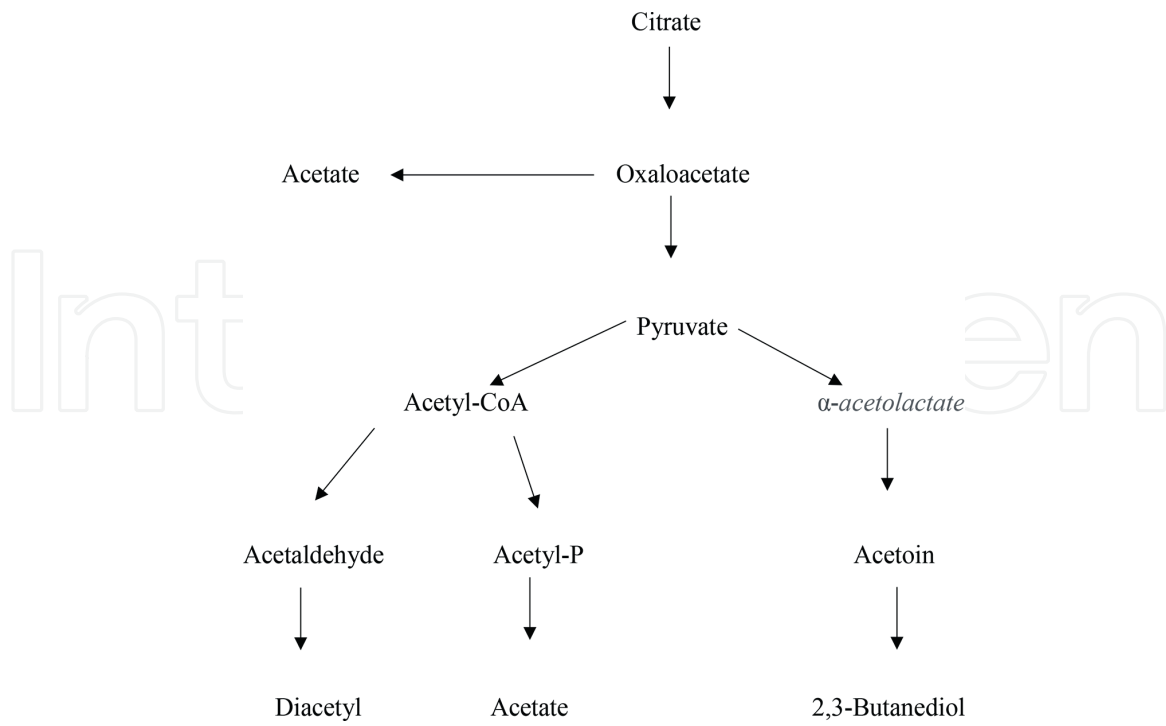 Citrate
Acetate
Oxaloacetate
Pyruvate
Acetyl-CoA
α-acetolactate
Acetaldehyde
Acetyl-P
Acetoin
Diacetyl
Acetate
2,3-Butanediol